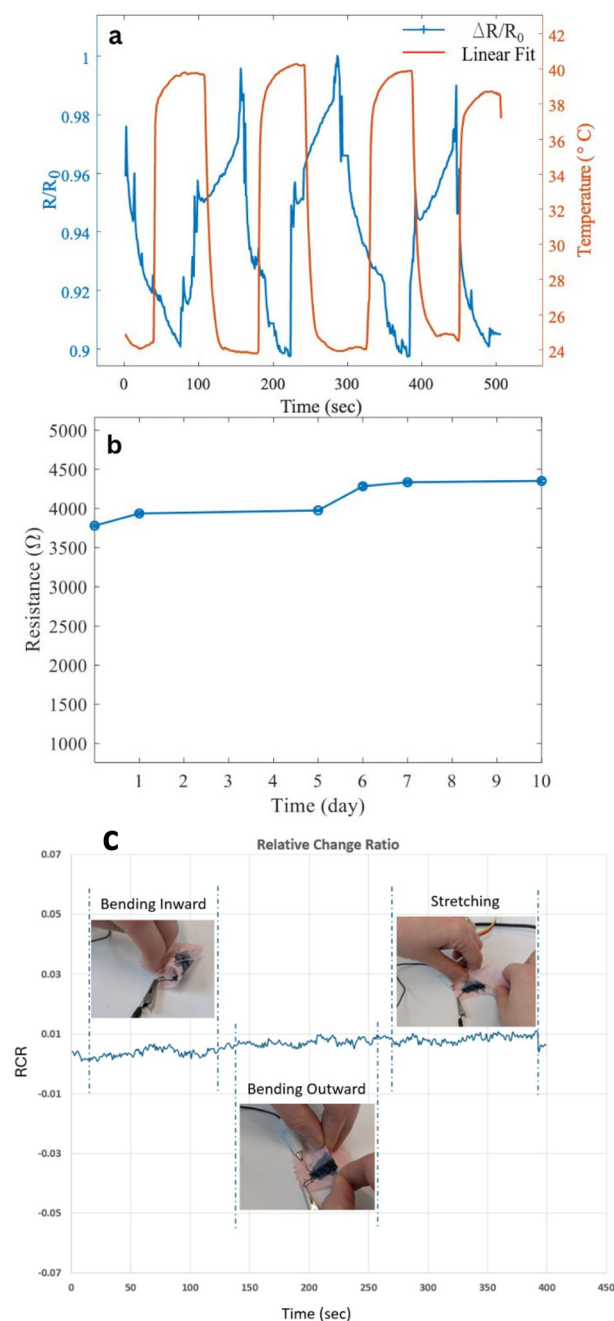 a
ΔR/R₀
Linear Fit
1
0.98
0.96
0.94
0.92
0.9
R/R₀
42
40
38
36
34
32
30
28
26
24
Temperature ( ° C)
0 100 200 300 400 500
Time (sec)
b
5000
4500
4000
3500
3000
2500
2000
1500
1000
Resistance (Ω)
1 2 3 4 5 6 7 8 9 10
Time (day)
c
Relative Change Ratio
0.07
0.05
0.03
0.01
-0.01
-0.03
-0.05
-0.07
RCR
Bending Inward
Stretching
Bending Outward
0 50 100 150 200 250 300 350 400 450
Time (sec)